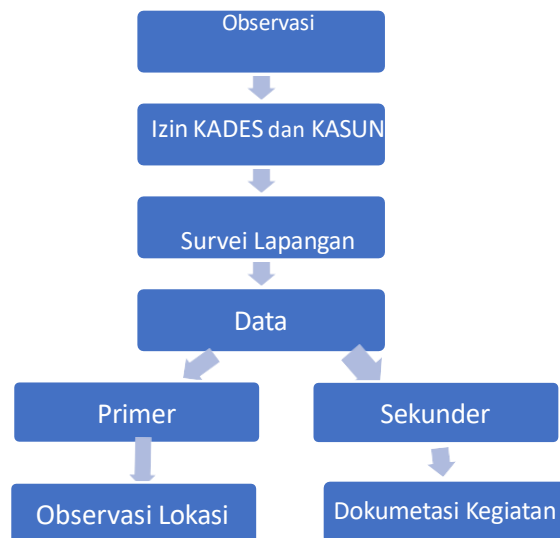 Observasi
Izin KADES dan KASUN
Survei Lapangan
Data
Primer
Sekunder
Observasi Lokasi
Dokumetasi Kegiatan